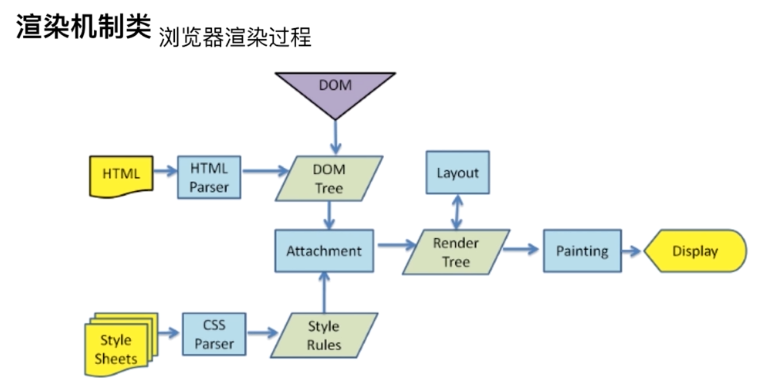 渲染机制类 浏览器渲染过程
DOM
HTML
HTML
Parser
DOM
Tree
Layout
Attachment
Render
Tree
Painting
Display
Style
Sheets
CSS
Parser
Style
Rules